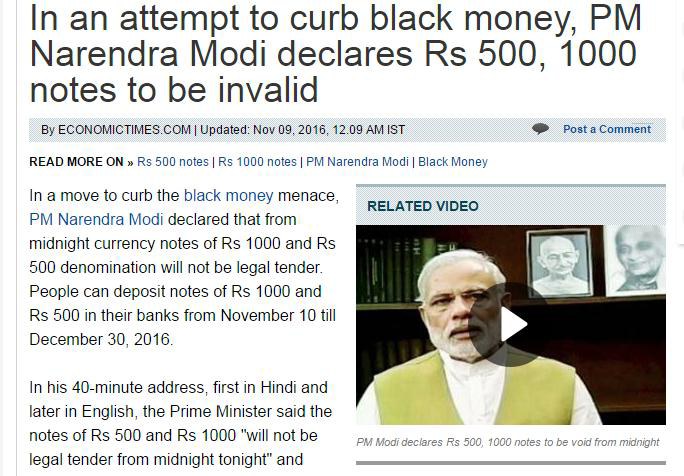 In an attempt to curb black money, PM
Narendra Modi declares Rs 500, 1000
notes to be invalid
By ECONOMICTIMES.COM | Updated: Nov 09, 2016, 12.09 AM IST
Post a Comment
READ MORE ON » Rs 500 notes | Rs 1000 notes | PM Narendra Modi | Black Money
In a move to curb the black money menace,
PM Narendra Modi declared that from
midnight currency notes of Rs 1000 and Rs
500 denomination will not be legal tender.
People can deposit notes of Rs 1000 and
Rs 500 in their banks from November 10 till
December 30, 2016.
In his 40-minute address, first in Hindi and
later in English, the Prime Minister said the
notes of Rs 500 and Rs 1000 "will not be
legal tender from midnight tonight" and
RELATED VIDEO
PM Modi declares Rs 500, 1000 notes to be void from midnight